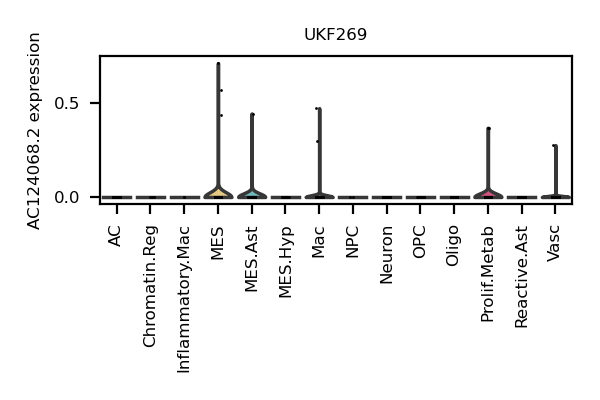 UKF269
AC124068.2 expression
0.5
0.0
AC
Chromatin.Reg
Inflammatory.Mac
MES
MES.Ast
MES.Hyp
Mac
NPC
Neuron
OPC
Oligo
Prolif.Metab
Reactive.Ast
Vasc